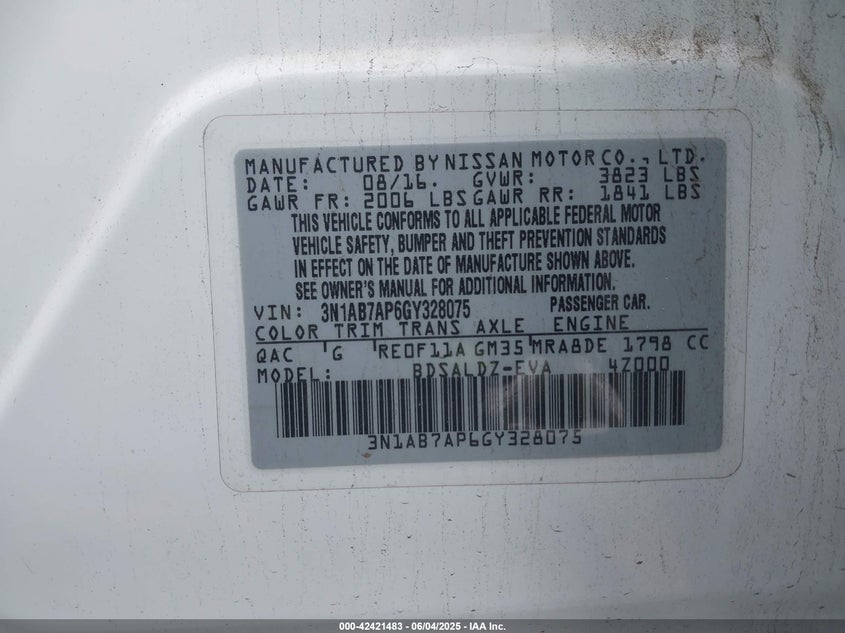 MANUFACTURED BY NISSAN MOTOR CO., LTD.
DATE: 08/16. GVWR: 3823 LBS
GAWR FR: 2006 LBS GAWR RR: 1841 LBS
THIS VEHICLE CONFORMS TO ALL APPLICABLE FEDERAL MOTOR
VEHICLE SAFETY, BUMPER AND THEFT PREVENTION STANDARDS
IN EFFECT ON THE DATE OF MANUFACTURE SHOWN ABOVE.
SEE OWNER'S MANUAL FOR ADDITIONAL INFORMATION.
VIN: 3N1AB7AP6GY328075 PASSENGER CAR.
COLOR TRIM TRANS AXLE ENGINE
QAC G RE0F11A GM35 MRA8DE 1798 CC
MODEL: BDSALDZ-EVA 4Z000
3N1AB7AP6GY328075
000-42421483 - 06/04/2025 - IAA Inc.